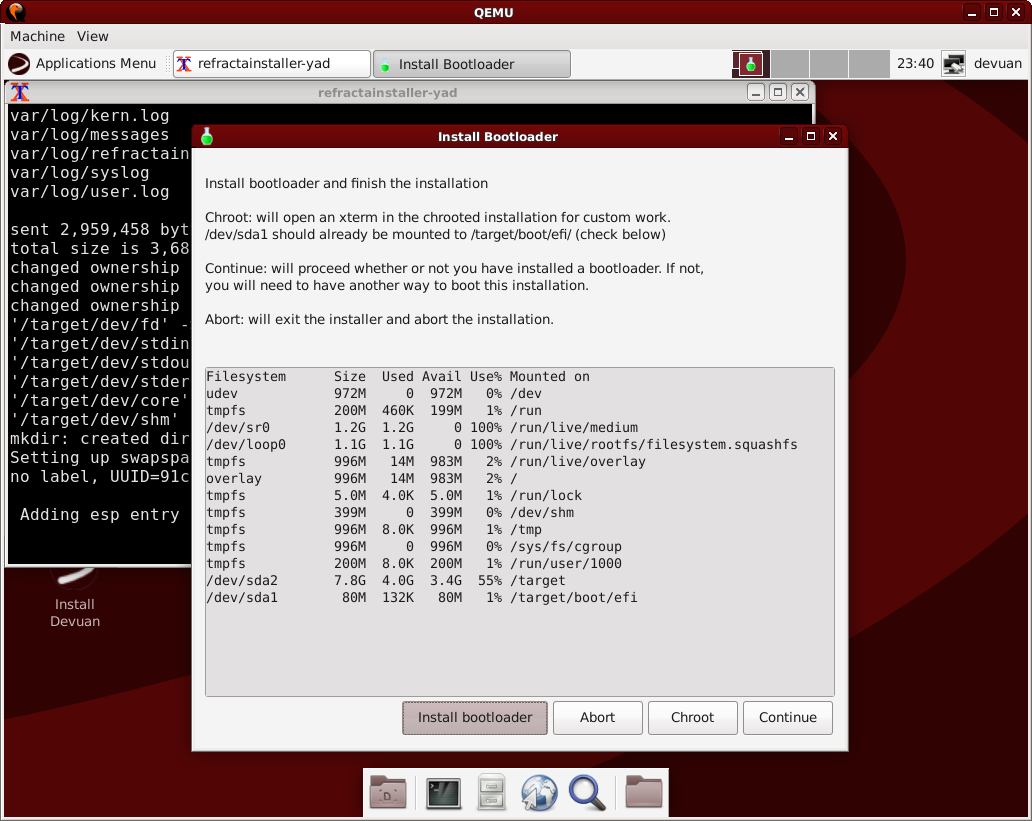 QEMU
Machine View
Applications Menu refractainstaller-yad Install Bootloader 23:40 devuan
refractainstaller-yad
var/log/kern.log
var/log/messages
var/log/refractain
var/log/syslog
var/log/user.log
sent 2,959,458 byt
total size is 3,68
changed ownership
changed ownership
changed ownership
'/target/dev/fd' -
'/target/dev/stdin
'/target/dev/stdou
'/target/dev/stder
'/target/dev/core'
'/target/dev/shm'
mkdir: created dir
Setting up swapspa
no label, UUID=91c
Adding esp entry
Install Bootloader
Install bootloader and finish the installation
Chroot: will open an xterm in the chrooted installation for custom work.
/dev/sda1 should already be mounted to /target/boot/efi/ (check below)
Continue: will proceed whether or not you have installed a bootloader. If not,
you will need to have another way to boot this installation.
Abort: will exit the installer and abort the installation.
Filesystem Size Used Avail Use% Mounted on
udev 972M 0 972M 0% /dev
tmpfs 200M 460K 199M 1% /run
/dev/sr0 1.2G 1.2G 0 100% /run/live/medium
/dev/loop0 1.1G 1.1G 0 100% /run/live/rootfs/filesystem.squashfs
tmpfs 996M 14M 983M 2% /run/live/overlay
overlay 996M 14M 983M 2% /
tmpfs 5.0M 4.0K 5.0M 1% /run/lock
tmpfs 399M 0 399M 0% /dev/shm
tmpfs 996M 8.0K 996M 1% /tmp
tmpfs 996M 0 996M 0% /sys/fs/cgroup
tmpfs 200M 8.0K 200M 1% /run/user/1000
/dev/sda2 7.8G 4.0G 3.4G 55% /target
/dev/sda1 80M 132K 80M 1% /target/boot/efi
Install bootloader Abort Chroot Continue
Install
Devuan
D